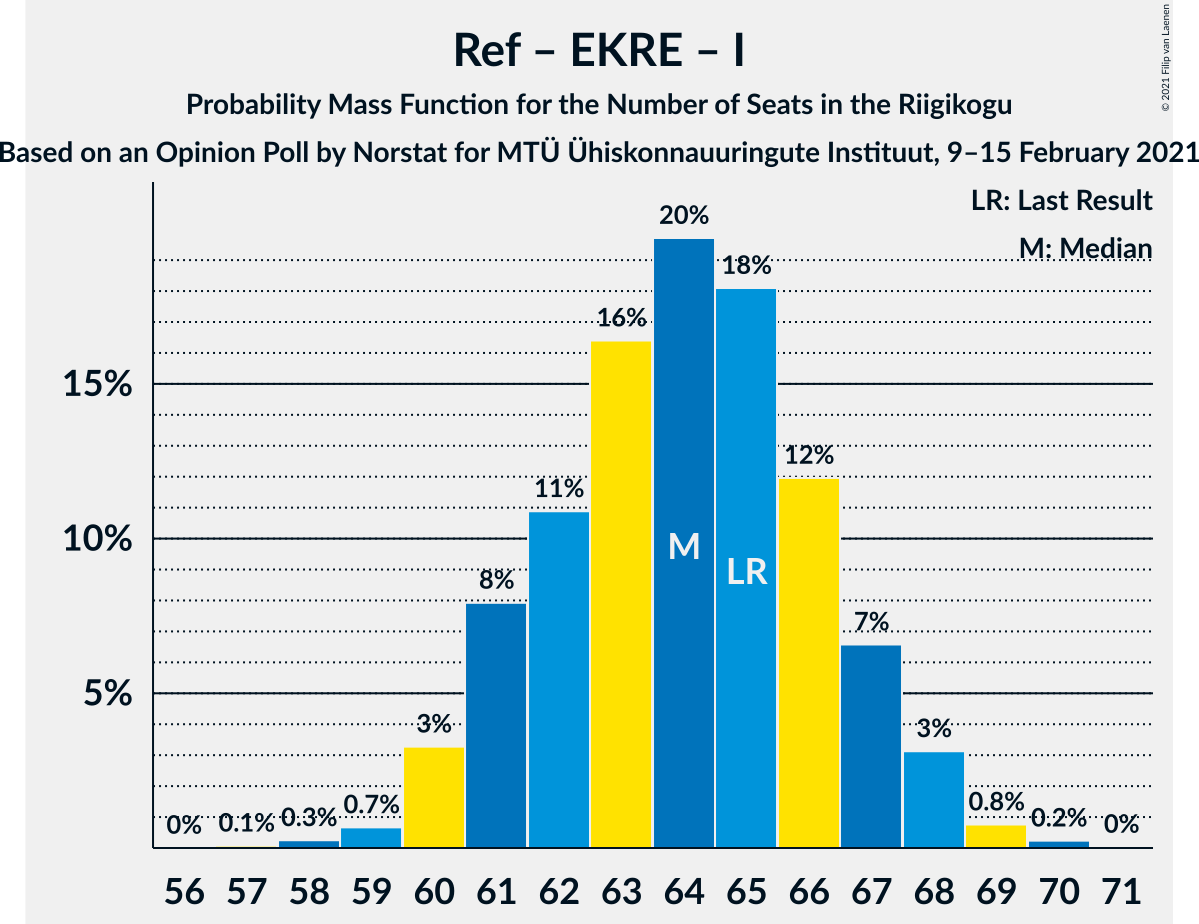 Ref – EKRE – I
Probability Mass Function for the Number of Seats in the Riigikogu
Based on an Opinion Poll by Norstat for MTÜ Ühiskonnauuringute Instituut, 9–15 February 2021
© 2021 Filip van Laenen
LR: Last Result
M: Median
20%
18%
16%
15%
12%
11%
10%
M
LR
8%
7%
5%
3%
3%
0%
0.1%
0.3%
0.7%
0.8%
0.2%
0%
56 57 58 59 60 61 62 63 64 65 66 67 68 69 70 71